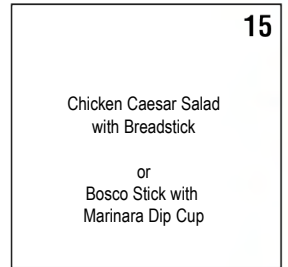 15
Chicken Caesar Salad
with Breadstick
or
Bosco Stick with
Marinara Dip Cup